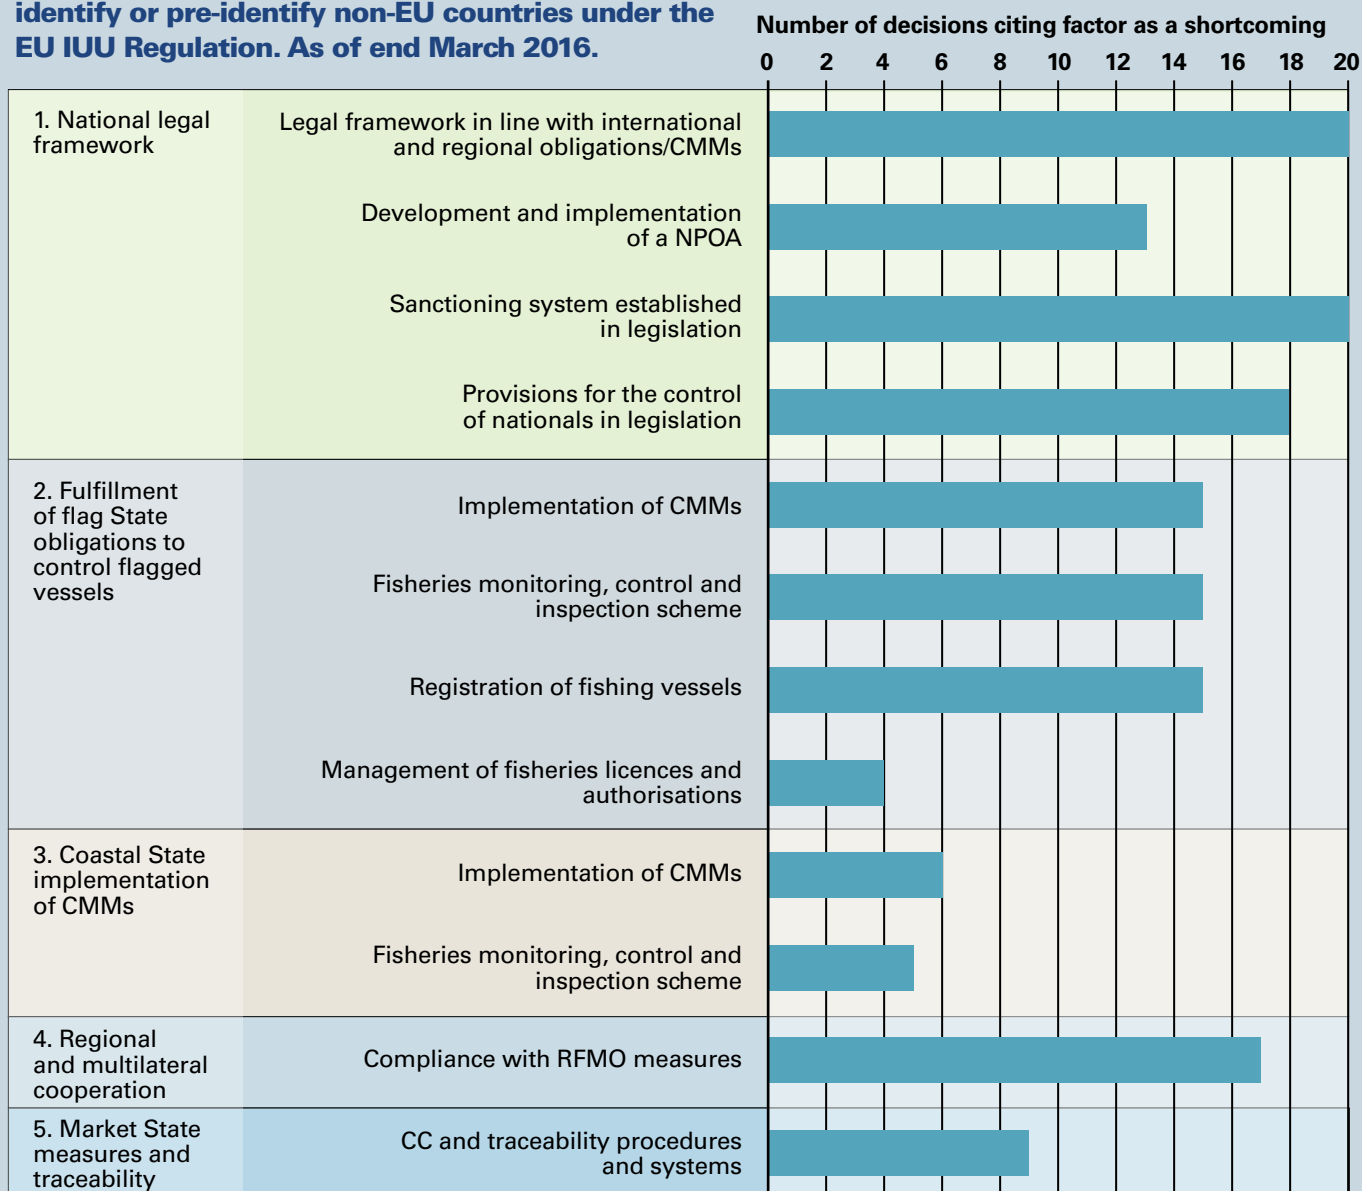 identify or pre-identify non-EU countries under the
EU IUU Regulation. As of end March 2016.
Number of decisions citing factor as a shortcoming
0 2 4 6 8 10 12 14 16 18 20
1. National legal
framework
Legal framework in line with international
and regional obligations/CMMs
Development and implementation
of a NPOA
Sanctioning system established
in legislation
Provisions for the control
of nationals in legislation
2. Fulfillment
of flag State
obligations to
control flagged
vessels
Implementation of CMMs
Fisheries monitoring, control and
inspection scheme
Registration of fishing vessels
Management of fisheries licences and
authorisations
3. Coastal State
implementation
of CMMs
Implementation of CMMs
Fisheries monitoring, control and
inspection scheme
4. Regional
and multilateral
cooperation
Compliance with RFMO measures
5. Market State
measures and
traceability
CC and traceability procedures
and systems